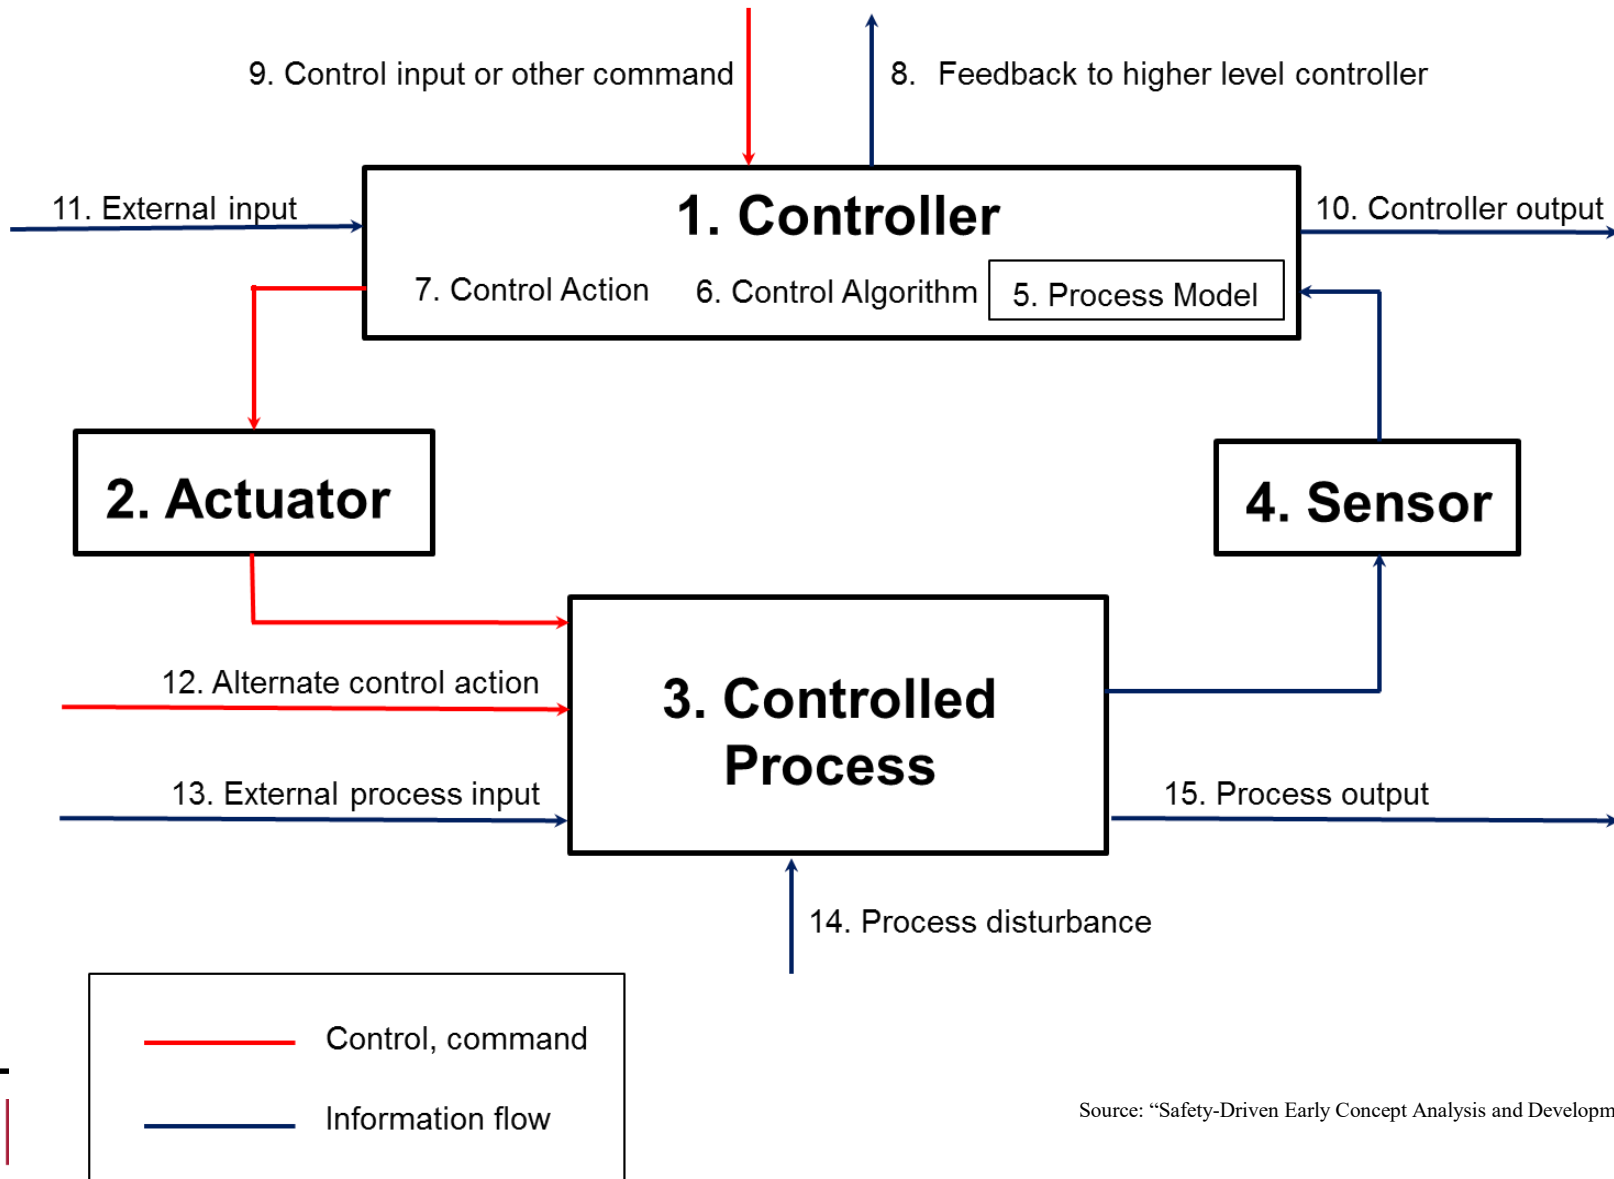 9. Control input or other command
8. Feedback to higher level controller
11. External input
1. Controller
10. Controller output
7. Control Action
6. Control Algorithm
5. Process Model
2. Actuator
4. Sensor
12. Alternate control action
3. Controlled
Process
13. External process input
15. Process output
14. Process disturbance
Control, command
Information flow
Source: “Safety-Driven Early Concept Analysis and Developm